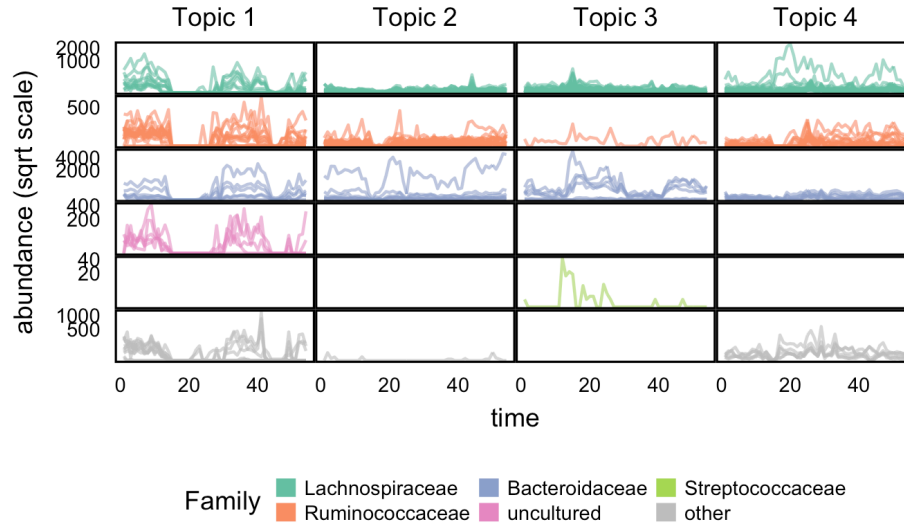 Topic 1 Topic 2 Topic 3 Topic 4
abundance (sqrt scale)
2000
1000
500
4000
2000
400
200
40
20
1000
500
0 20 40 0 20 40 0 20 40 0 20 40
time
Family
Lachnospiraceae Bacteroidaceae Streptococcaceae
Ruminococcaceae uncultured other